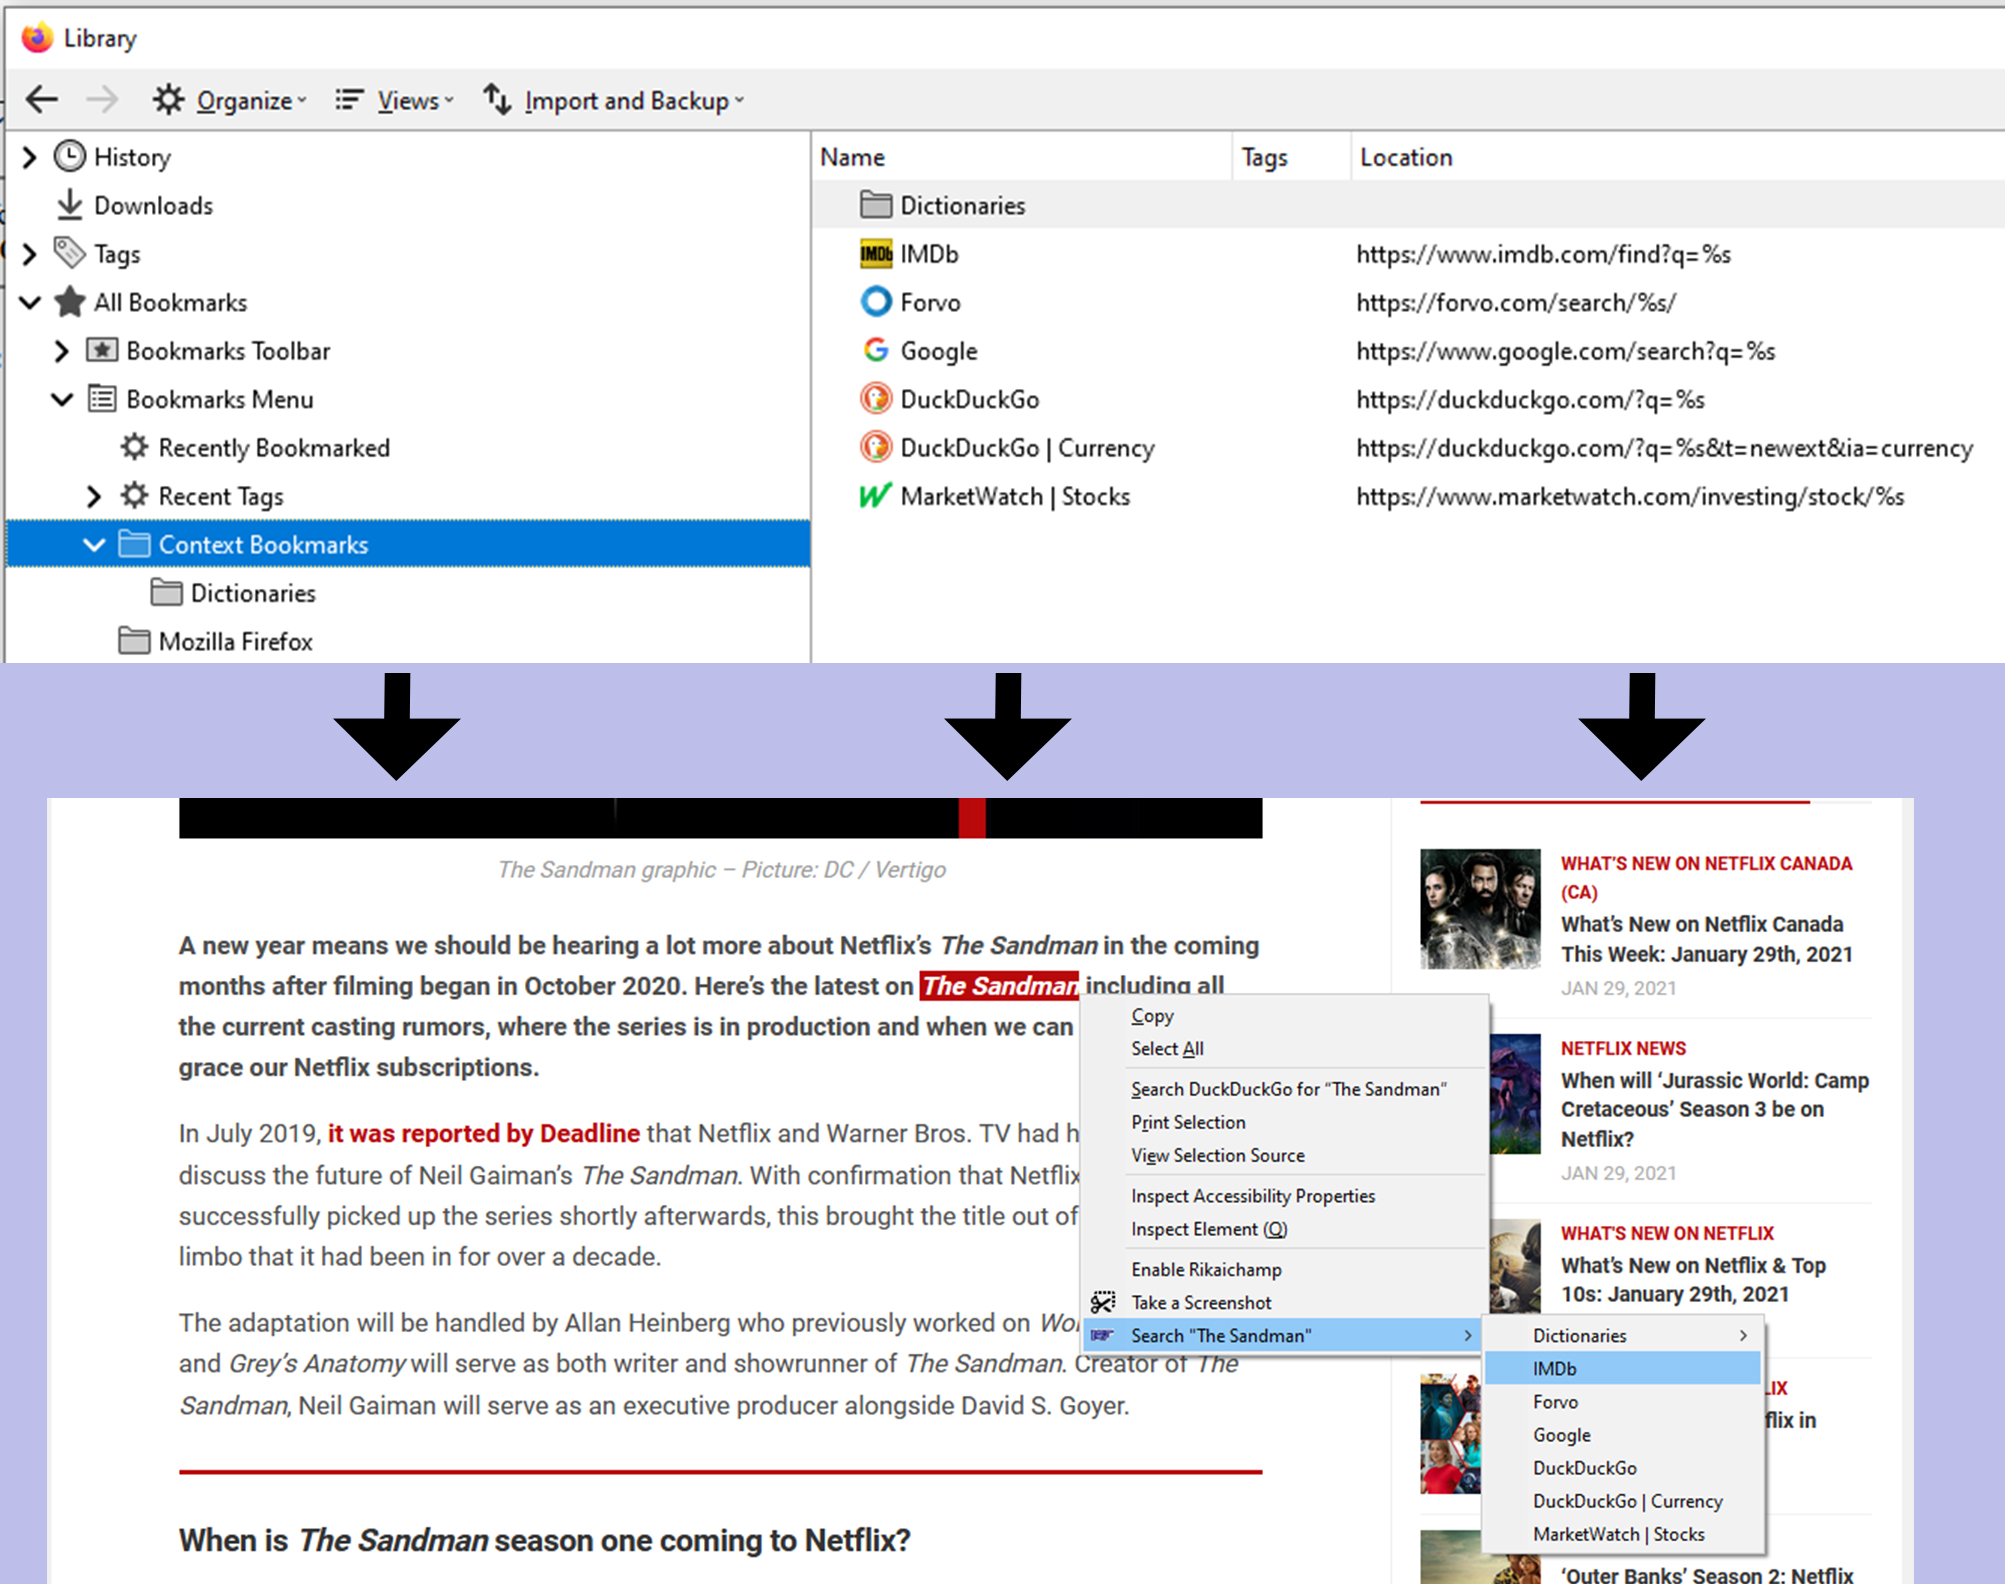 Library
Organize
Views
Import and Backup
History
Downloads
Tags
All Bookmarks
Bookmarks Toolbar
Bookmarks Menu
Recently Bookmarked
Recent Tags
Context Bookmarks
Dictionaries
Mozilla Firefox
Name Tags Location
Dictionaries
IMDb IMDb https://www.imdb.com/find?q=%s
Forvo https://forvo.com/search/%s/
Google https://www.google.com/search?q=%s
DuckDuckGo https://duckduckgo.com/?q=%s
DuckDuckGo | Currency https://duckduckgo.com/?q=%s&t=newext&ia=currency
MarketWatch | Stocks https://www.marketwatch.com/investing/stock/%s
The Sandman graphic – Picture: DC / Vertigo
A new year means we should be hearing a lot more about Netflix's The Sandman in the coming
months after filming began in October 2020. Here's the latest on The Sandman including all
the current casting rumors, where the series is in production and when we can
grace our Netflix subscriptions.
In July 2019, it was reported by Deadline that Netflix and Warner Bros. TV had h
discuss the future of Neil Gaiman's The Sandman. With confirmation that Netflix
successfully picked up the series shortly afterwards, this brought the title out of
limbo that it had been in for over a decade.
The adaptation will be handled by Allan Heinberg who previously worked on Wo
and Grey's Anatomy will serve as both writer and showrunner of The Sandman. Creator of The
Sandman, Neil Gaiman will serve as an executive producer alongside David S. Goyer.
When is The Sandman season one coming to Netflix?
Copy
Select All
Search DuckDuckGo for “The Sandman”
Print Selection
View Selection Source
Inspect Accessibility Properties
Inspect Element (Q)
Enable Rikaichamp
Take a Screenshot
Search "The Sandman"
Dictionaries
IMDb
Forvo
Google
DuckDuckGo
DuckDuckGo | Currency
MarketWatch | Stocks
WHAT'S NEW ON NETFLIX CANADA
(CA)
What's New on Netflix Canada
This Week: January 29th, 2021
JAN 29, 2021
NETFLIX NEWS
When will ‘Jurassic World: Camp
Cretaceous’ Season 3 be on
Netflix?
JAN 29, 2021
WHAT'S NEW ON NETFLIX
What's New on Netflix & Top
10s: January 29th, 2021
LIX
flix in
‘Outer Banks’ Season 2: Netflix